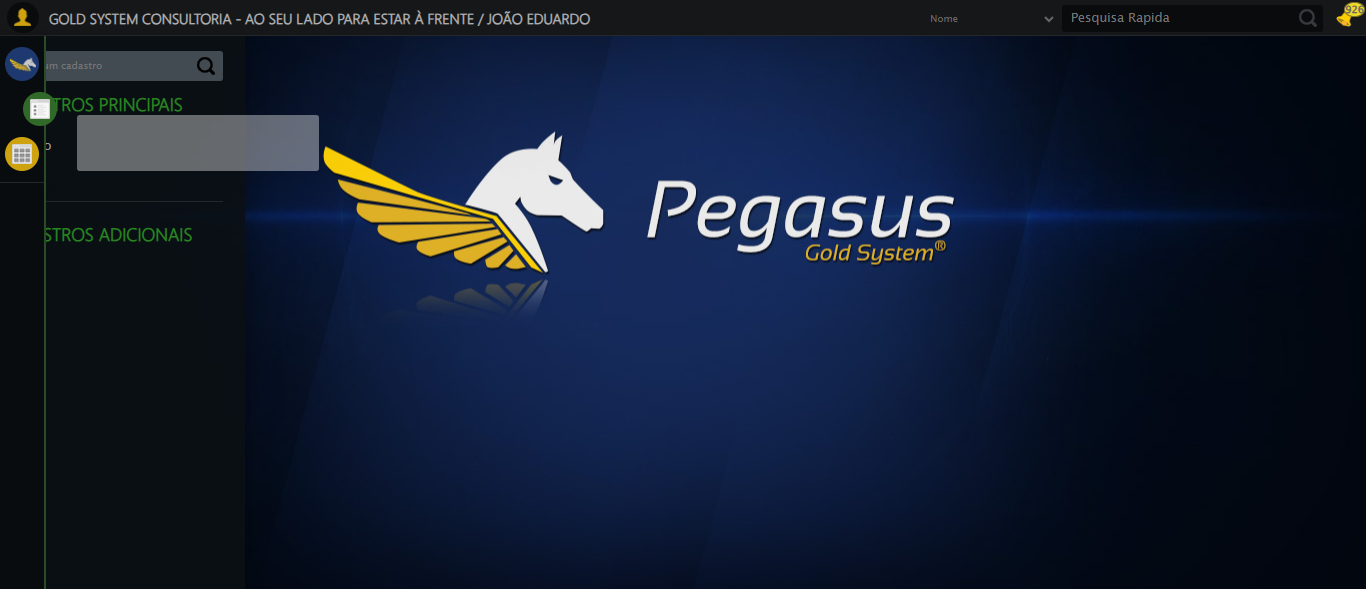 GOLD SYSTEM CONSULTORIA - AO SEU LADO PARA ESTAR À FRENTE / JOÃO EDUARDO
Nome
Pesquisa Rapida
926
um cadastro
TROS PRINCIPAIS
o
STROS ADICIONAIS
Pegasus
Gold System®